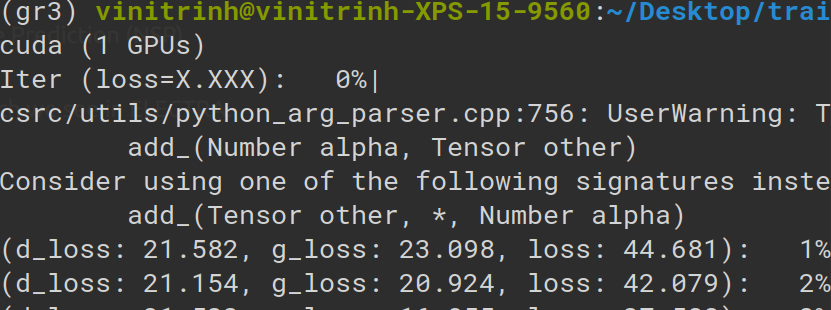 (gr3) vinitrinh@vinitrinh-XPS-15-9560:~/Desktop/trai
cuda (1 GPUs)
Iter (loss=X.XXX):   0%|
csrc/utils/python_arg_parser.cpp:756: UserWarning: T
        add_(Number alpha, Tensor other)
Consider using one of the following signatures inste
        add_(Tensor other, *, Number alpha)
(d_loss: 21.582, g_loss: 23.098, loss: 44.681):   1%
(d_loss: 21.154, g_loss: 20.924, loss: 42.079):   2%